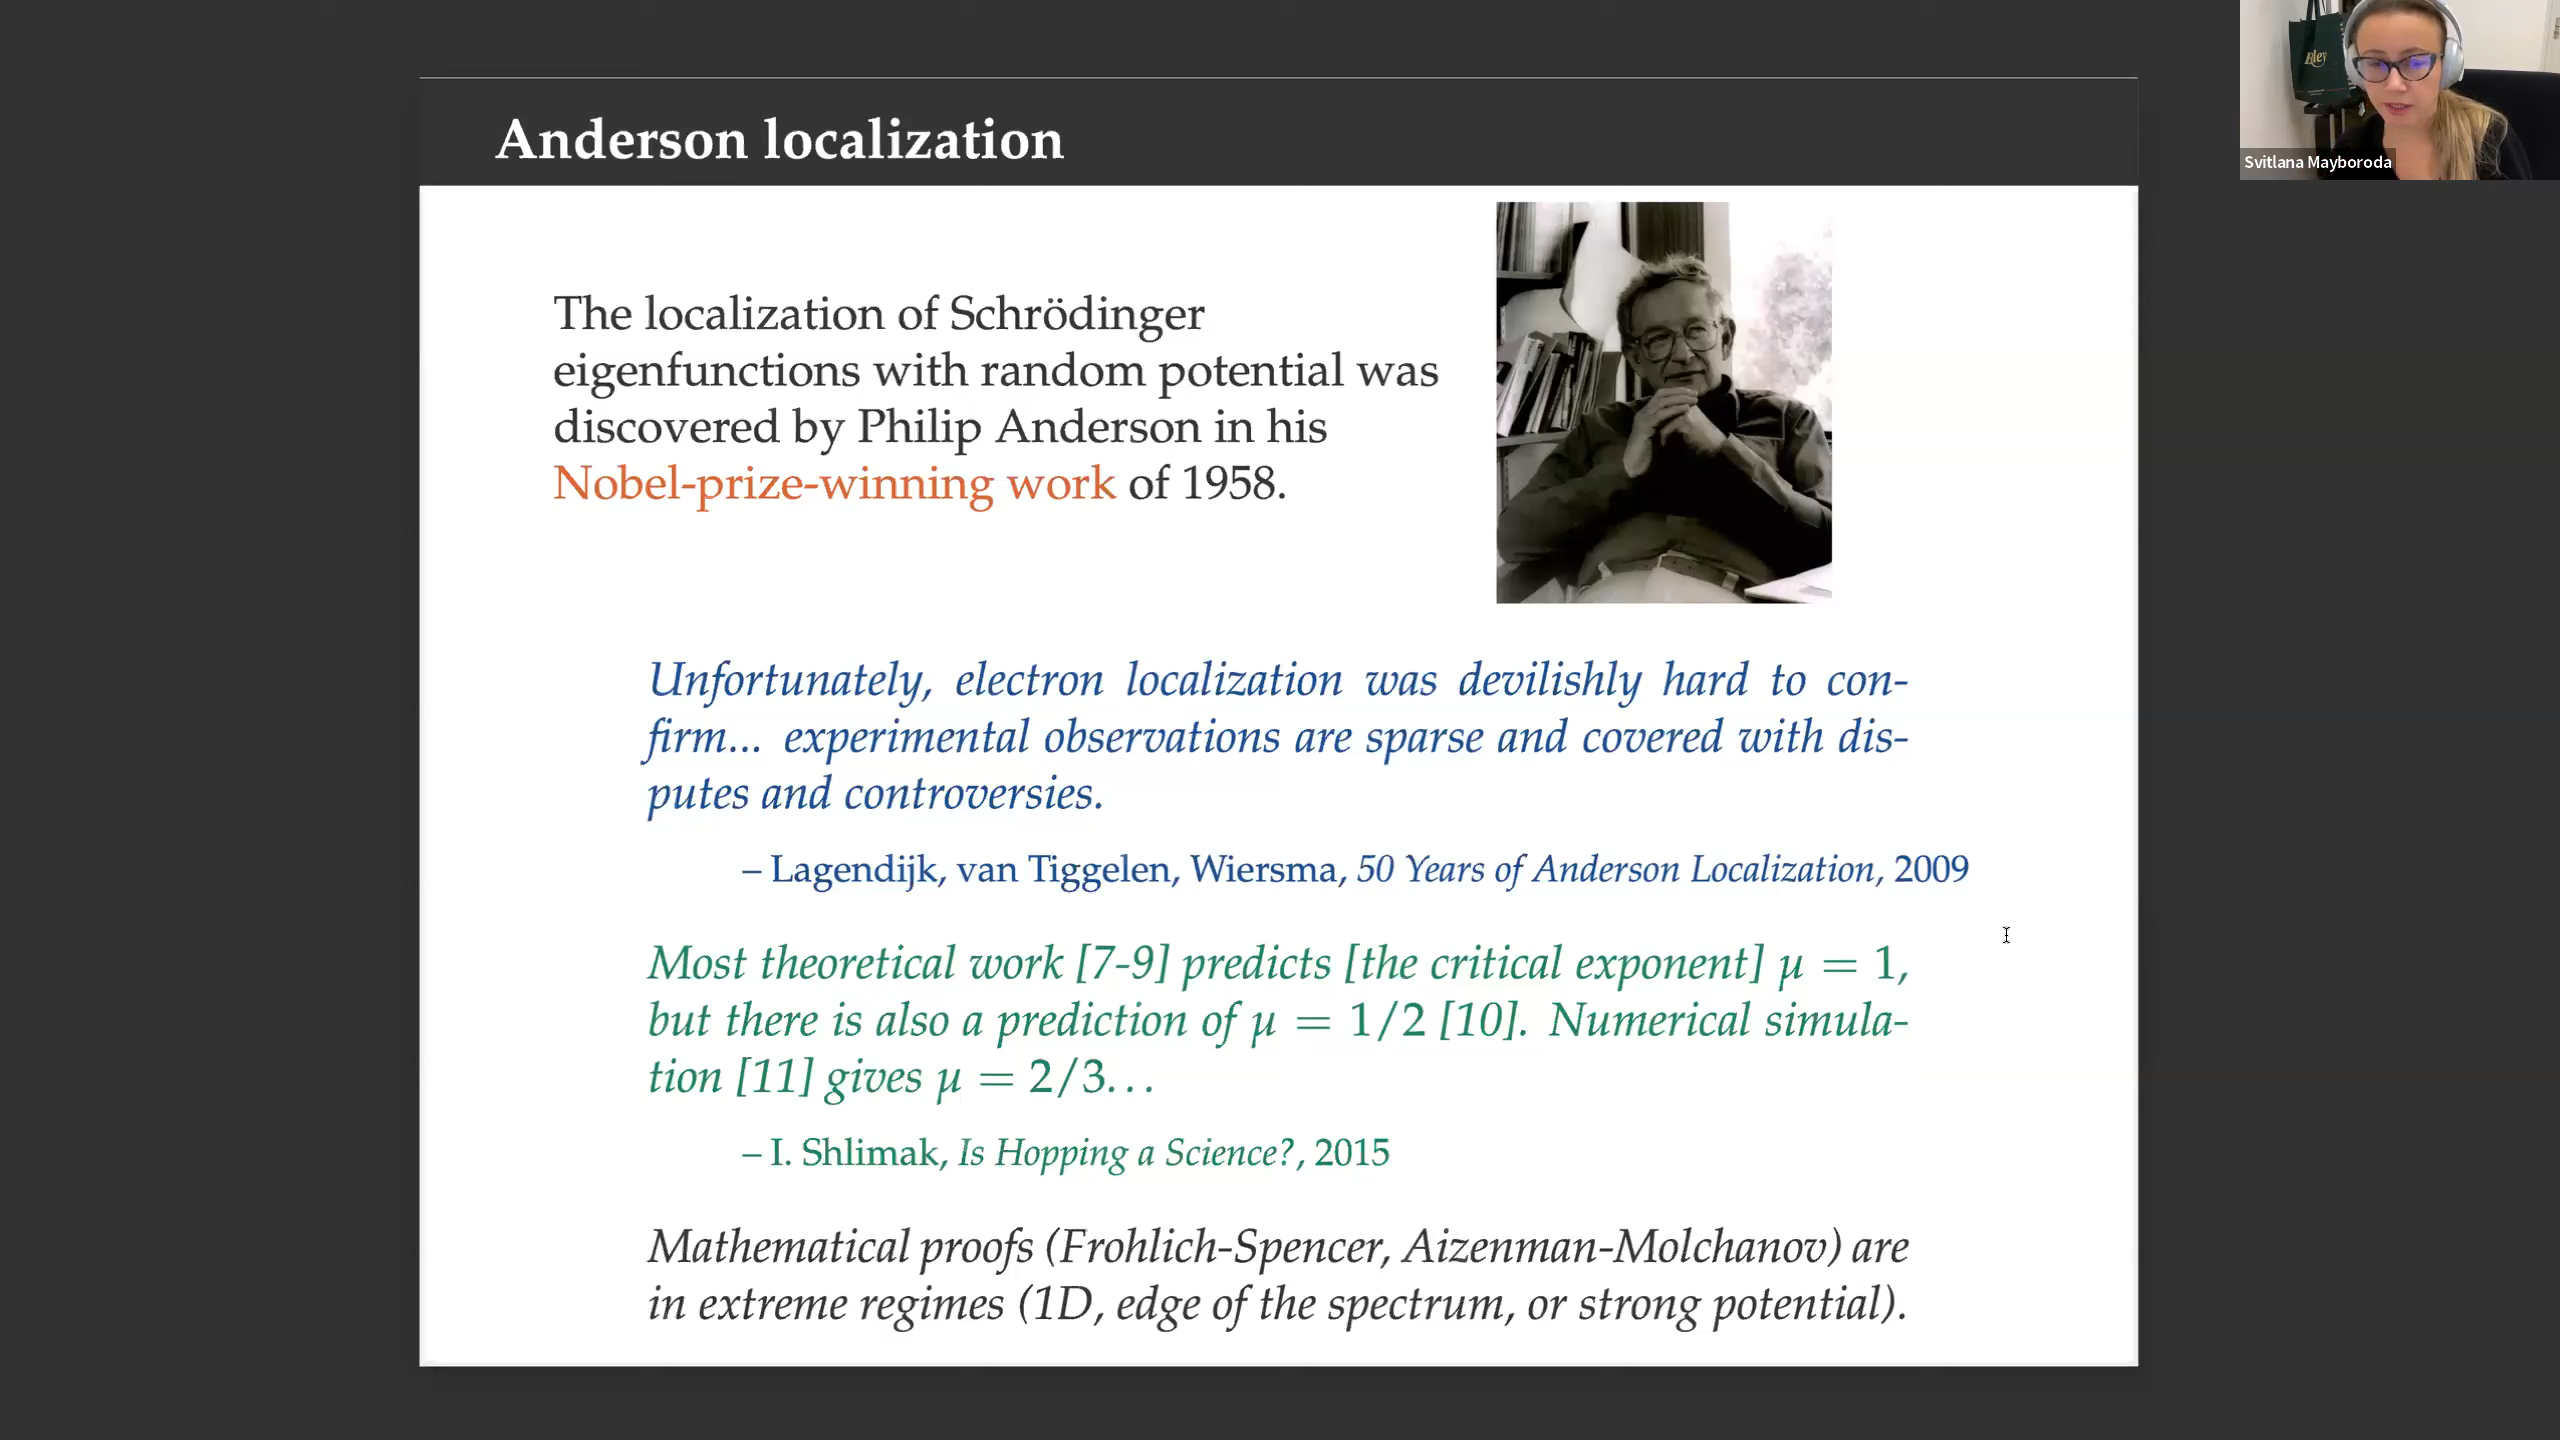 Anderson localization
The localization of Schrödinger
eigenfunctions with random potential was
discovered by Philip Anderson in his
Nobel-prize-winning work of 1958.
Unfortunately, electron localization was devilishly hard to con-
firm... experimental observations are sparse and covered with dis-
putes and controversies.
– Lagendijk, van Tiggelen, Wiersma, 50 Years of Anderson Localization, 2009
Most theoretical work [7-9] predicts [the critical exponent] μ = 1,
but there is also a prediction of μ = 1/2 [10]. Numerical simula-
tion [11] gives μ = 2/3...
– I. Shlimak, Is Hopping a Science?, 2015
Mathematical proofs (Frohlich-Spencer, Aizenman-Molchanov) are
in extreme regimes (1D, edge of the spectrum, or strong potential).
Svitlana Mayboroda